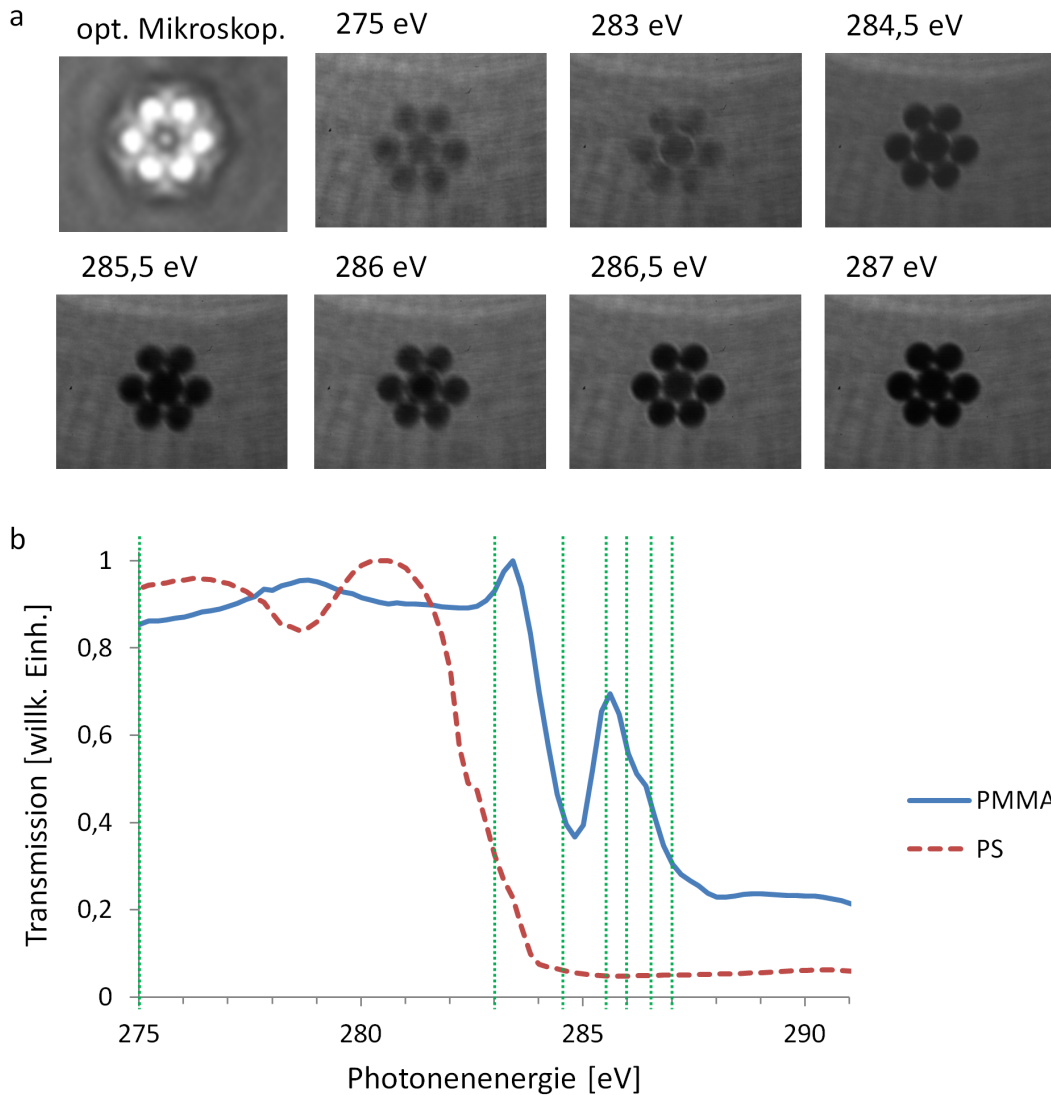 a
opt. Mikroskop.
275 eV
283 eV
284,5 eV
285,5 eV
286 eV
286,5 eV
287 eV
b
Transmission [willk. Einh.]
1
0,8
0,6
0,4
0,2
0
275
280
285
290
Photonenenergie [eV]
PMMA
PS